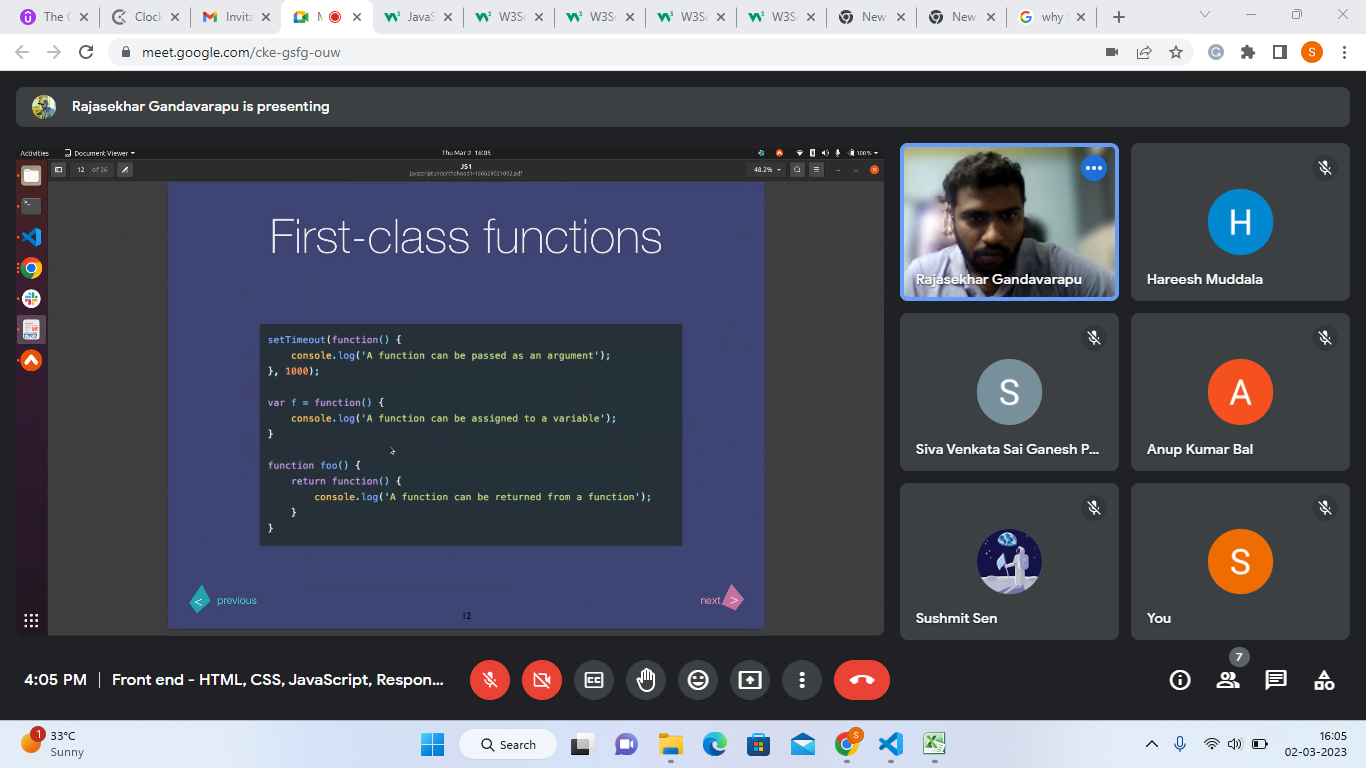 The C
Clock
Invita
M
JavaS
W3Sc
W3Sc
W3Sc
W3Sc
New
New
why
meet.google.com/cke-gsfg-ouw
S
Rajasekhar Gandavarapu is presenting
Activities
Document Viewer
Thu Mar 2 16:05
100 %
12 of 36
JS1
javascriptunderthehood1-160629021002.pdf
48.2%
First-class functions
setTimeout(function() {
console.log('A function can be passed as an argument');
}, 1000);
var f = function() {
console.log('A function can be assigned to a variable');
}
function foo() {
return function() {
console.log('A function can be returned from a function');
}
}
< previous
next >
12
Rajasekhar Gandavarapu
H
Hareesh Muddala
S
Siva Venkata Sai Ganesh P...
A
Anup Kumar Bal
Sushmit Sen
S
You
4:05 PM | Front end - HTML, CSS, JavaScript, Respon...
7
1
33°C
Sunny
Search
S
16:05
02-03-2023